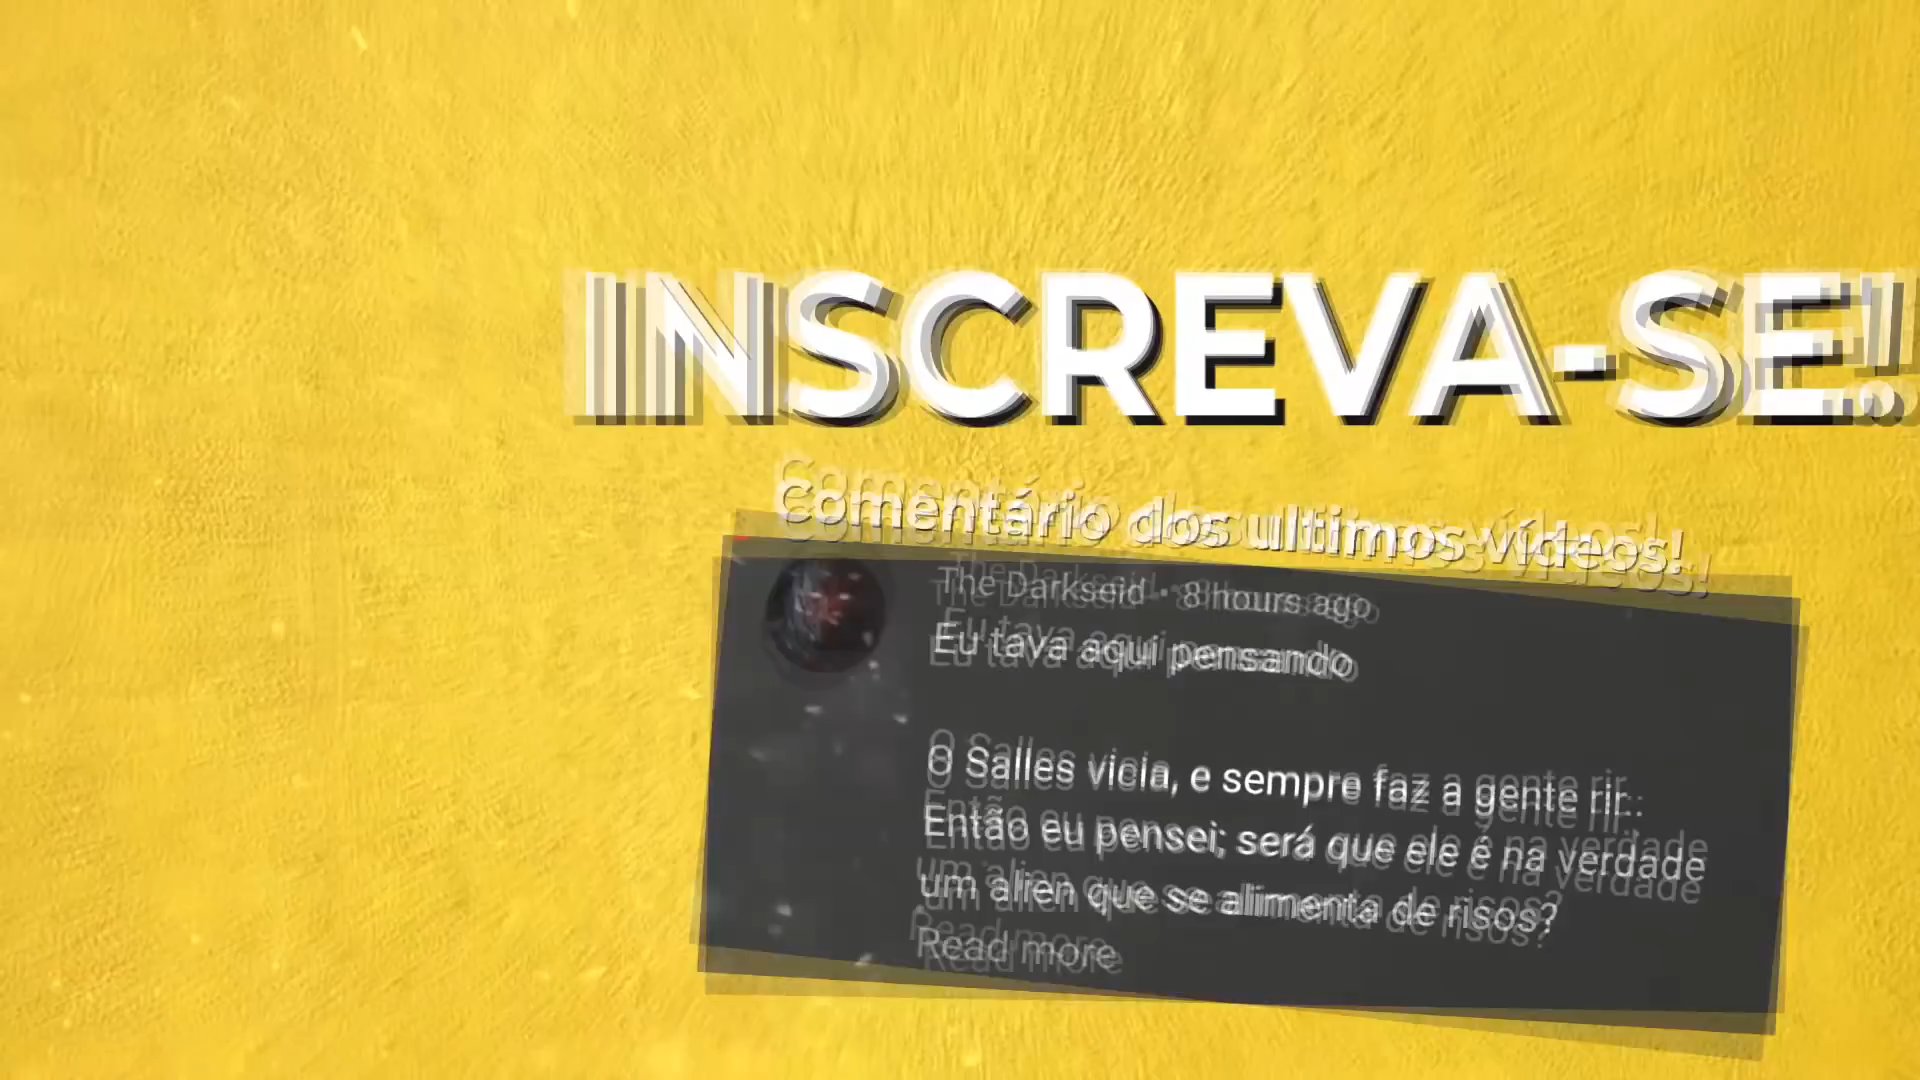 INSCREVA-SE!
Comentário dos ultimos vídeos!
The Darkseid • 8 hours ago
Eu tava aqui pensando
O Salles vicia, e sempre faz a gente rir...
Então eu pensei; será que ele é na verdade
um alien que se alimenta de risos?
Read more